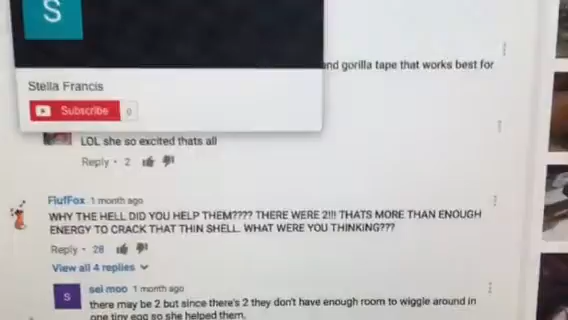 S
and gorilla tape that works best for
Stella Francis
Subscribe 0
LOL she so excited thats all
Reply • 2
FlufFox 1 month ago
WHY THE HELL DID YOU HELP THEM???? THERE WERE 2!!! THATS MORE THAN ENOUGH
ENERGY TO CRACK THAT THIN SHELL. WHAT WERE YOU THINKING???
Reply • 28
View all 4 replies
S
sei moo 1 month ago
there may be 2 but since there's 2 they don't have enough room to wiggle around in
one tiny egg so she helped them.